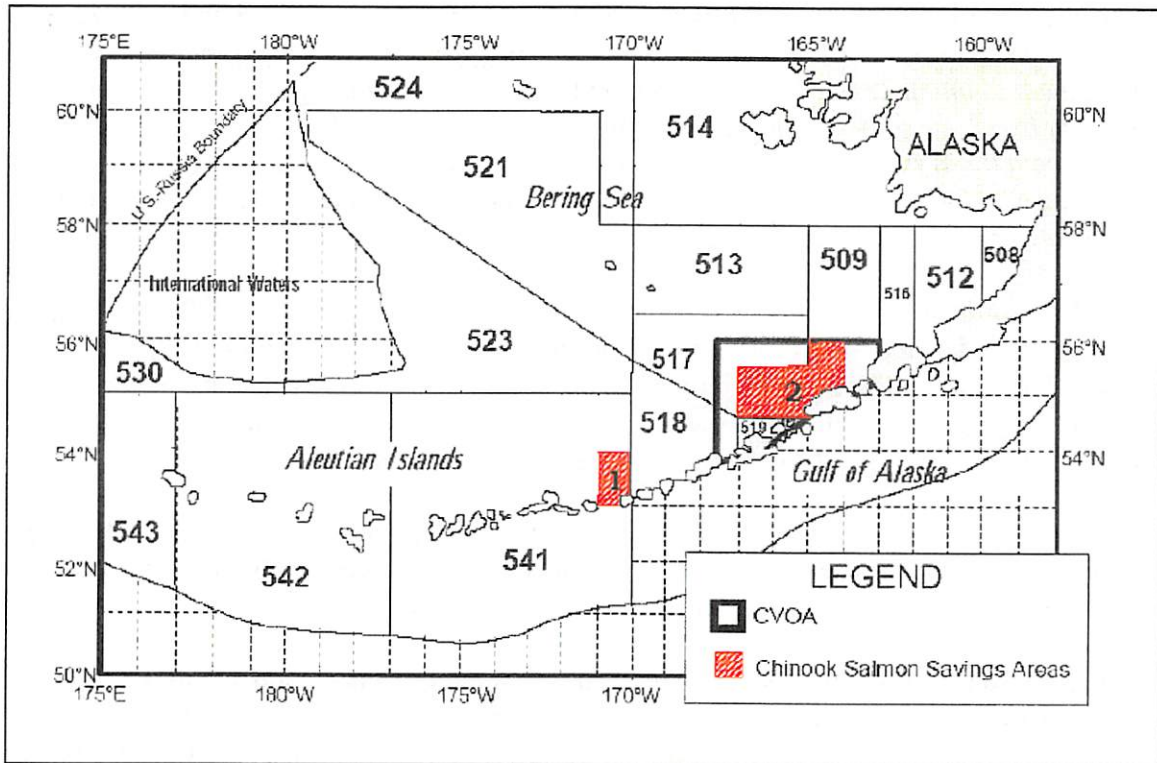 175°E 180°W 175°W 170°W 165°W 160°W
60°N 524 514 60°N
ALASKA
521
U.S.-Russia Boundary
Bering Sea
58°N 58°N
513 509 512 508
516
International Waters
56°N 523 517 56°N
530
2
518 519
54°N Aleutian Islands 1 Gulf of Alaska 54°N
543 542 541
52°N
LEGEND
CVOA
Chinook Salmon Savings Areas
50°N
175°E 180°W 175°W 170°W